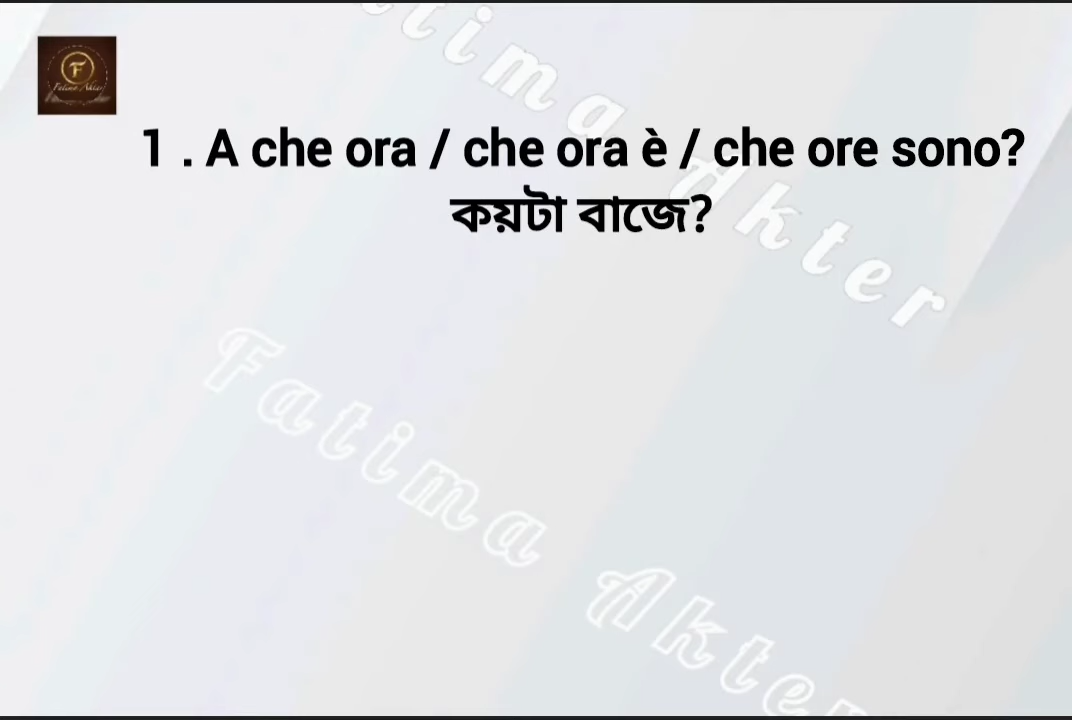 Fatima Akter
1 . A che ora / che ora è / che ore sono?
কয়টা বাজে?
Fatima Akter